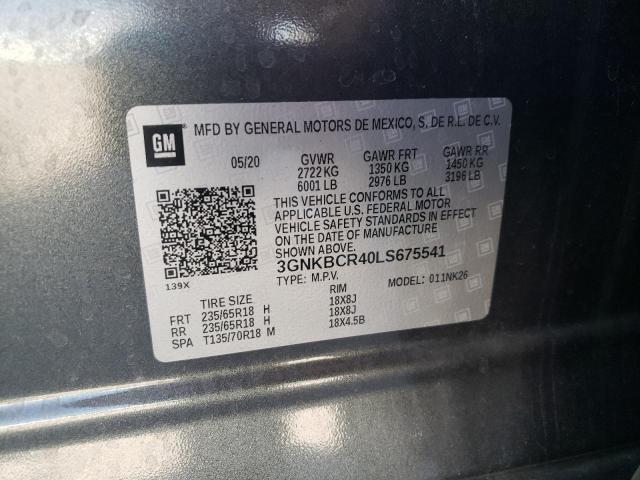 GM ® MFD BY GENERAL MOTORS DE MEXICO, S. DE R.L. DE C.V.
05/20 GVWR GAWR FRT GAWR RR
2722 KG 1350 KG 1450 KG
6001 LB 2976 LB 3196 LB
THIS VEHICLE CONFORMS TO ALL
APPLICABLE U.S. FEDERAL MOTOR
VEHICLE SAFETY STANDARDS IN EFFECT
ON THE DATE OF MANUFACTURE
SHOWN ABOVE.
139X
3GNKBCR40LS675541
TYPE: M.P.V. MODEL: 011NK26
TIRE SIZE RIM
FRT 235/65R18 H 18X8J
RR 235/65R18 H 18X8J
SPA T135/70R18 M 18X4.5B